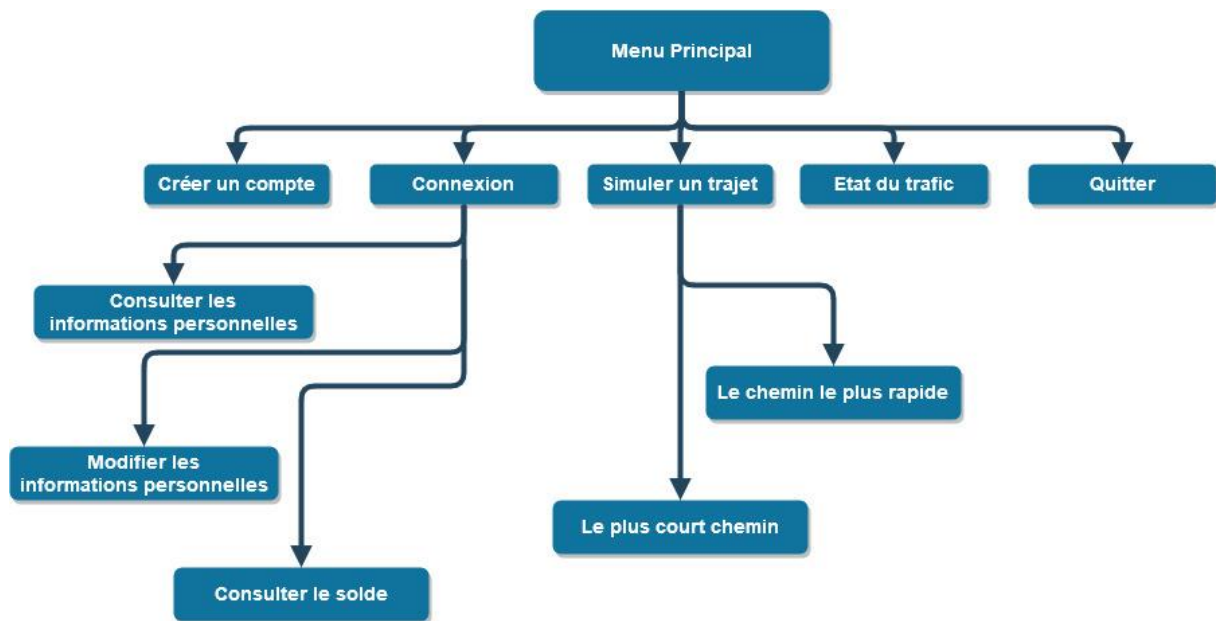 Menu Principal
Créer un compte
Connexion
Simuler un trajet
Etat du trafic
Quitter
Consulter les
informations personnelles
Le chemin le plus rapide
Modifier les
informations personnelles
Le plus court chemin
Consulter le solde